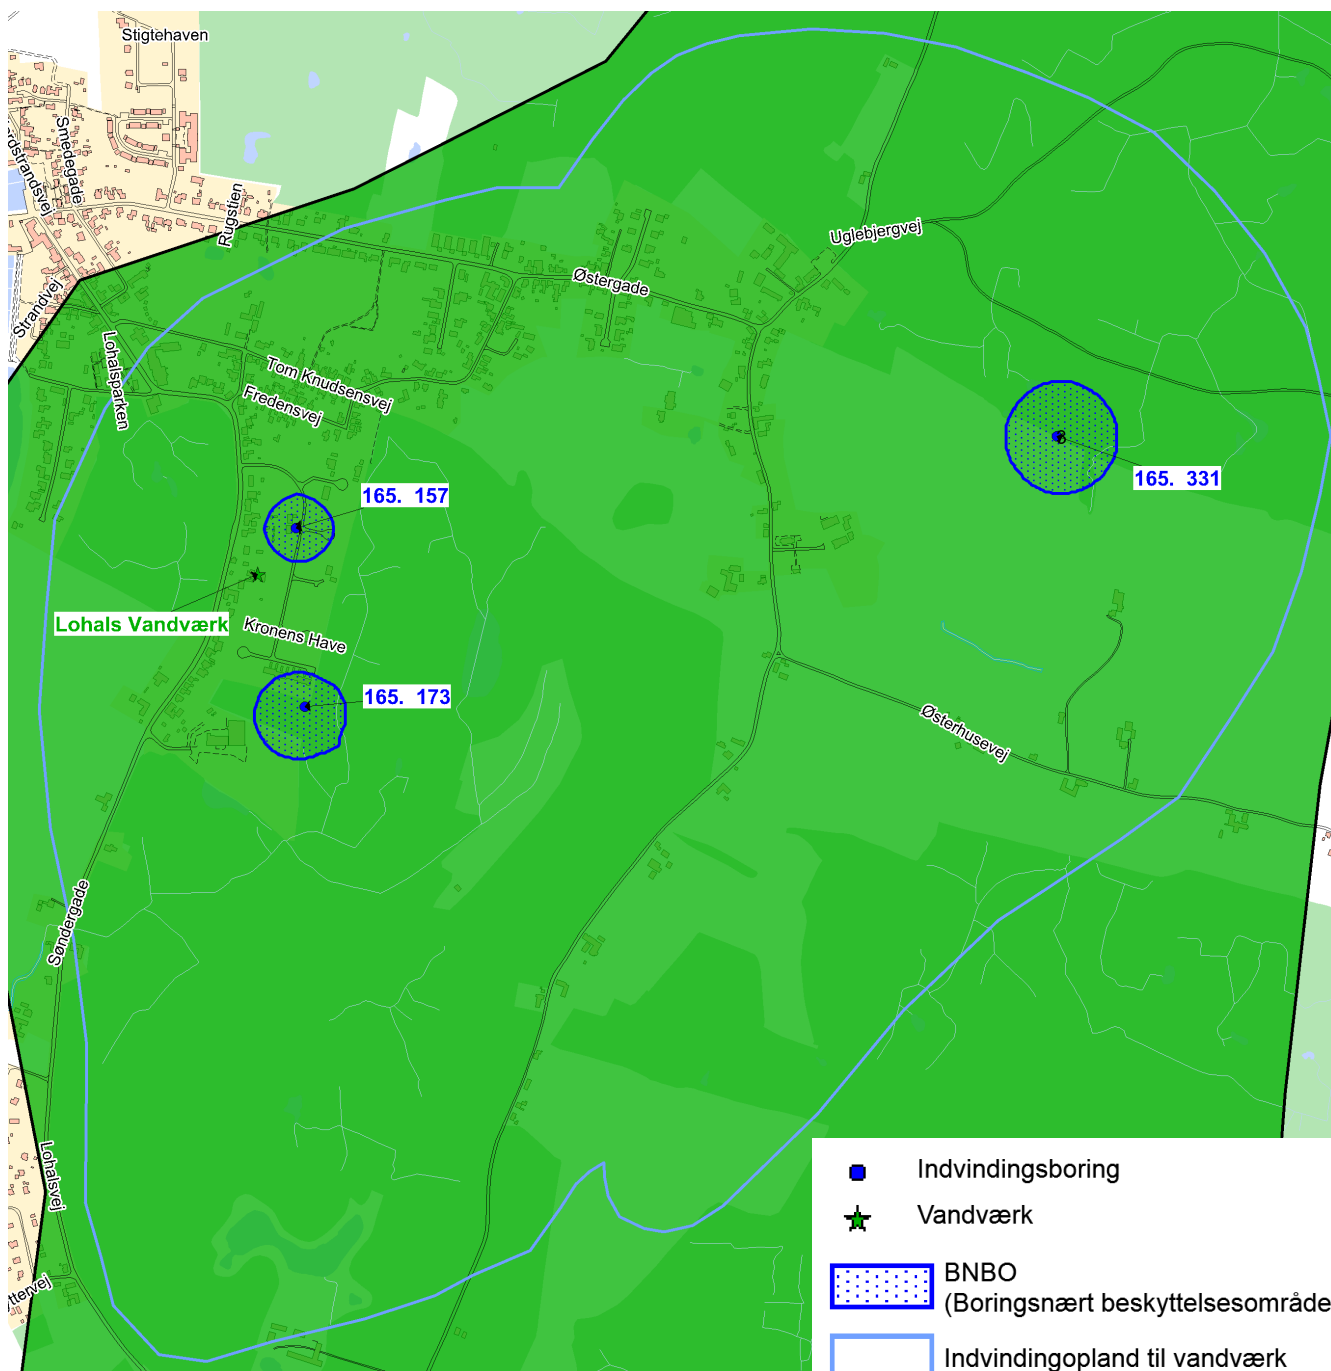 Stigtehaven
Smedegade
Rugstien
Strandvej
Lohalsparken
Østergade
Uglebjergvej
Tom Knudsensvej
Fredensvej
165. 157
165. 331
Lohals Vandværk
Kronens Have
165. 173
Østerhusevej
Søndergade
Lohalsvej
Indvindingsboring
Vandværk
BNBO
(Boringsnært beskyttelsesområde
Indvindingopland til vandværk